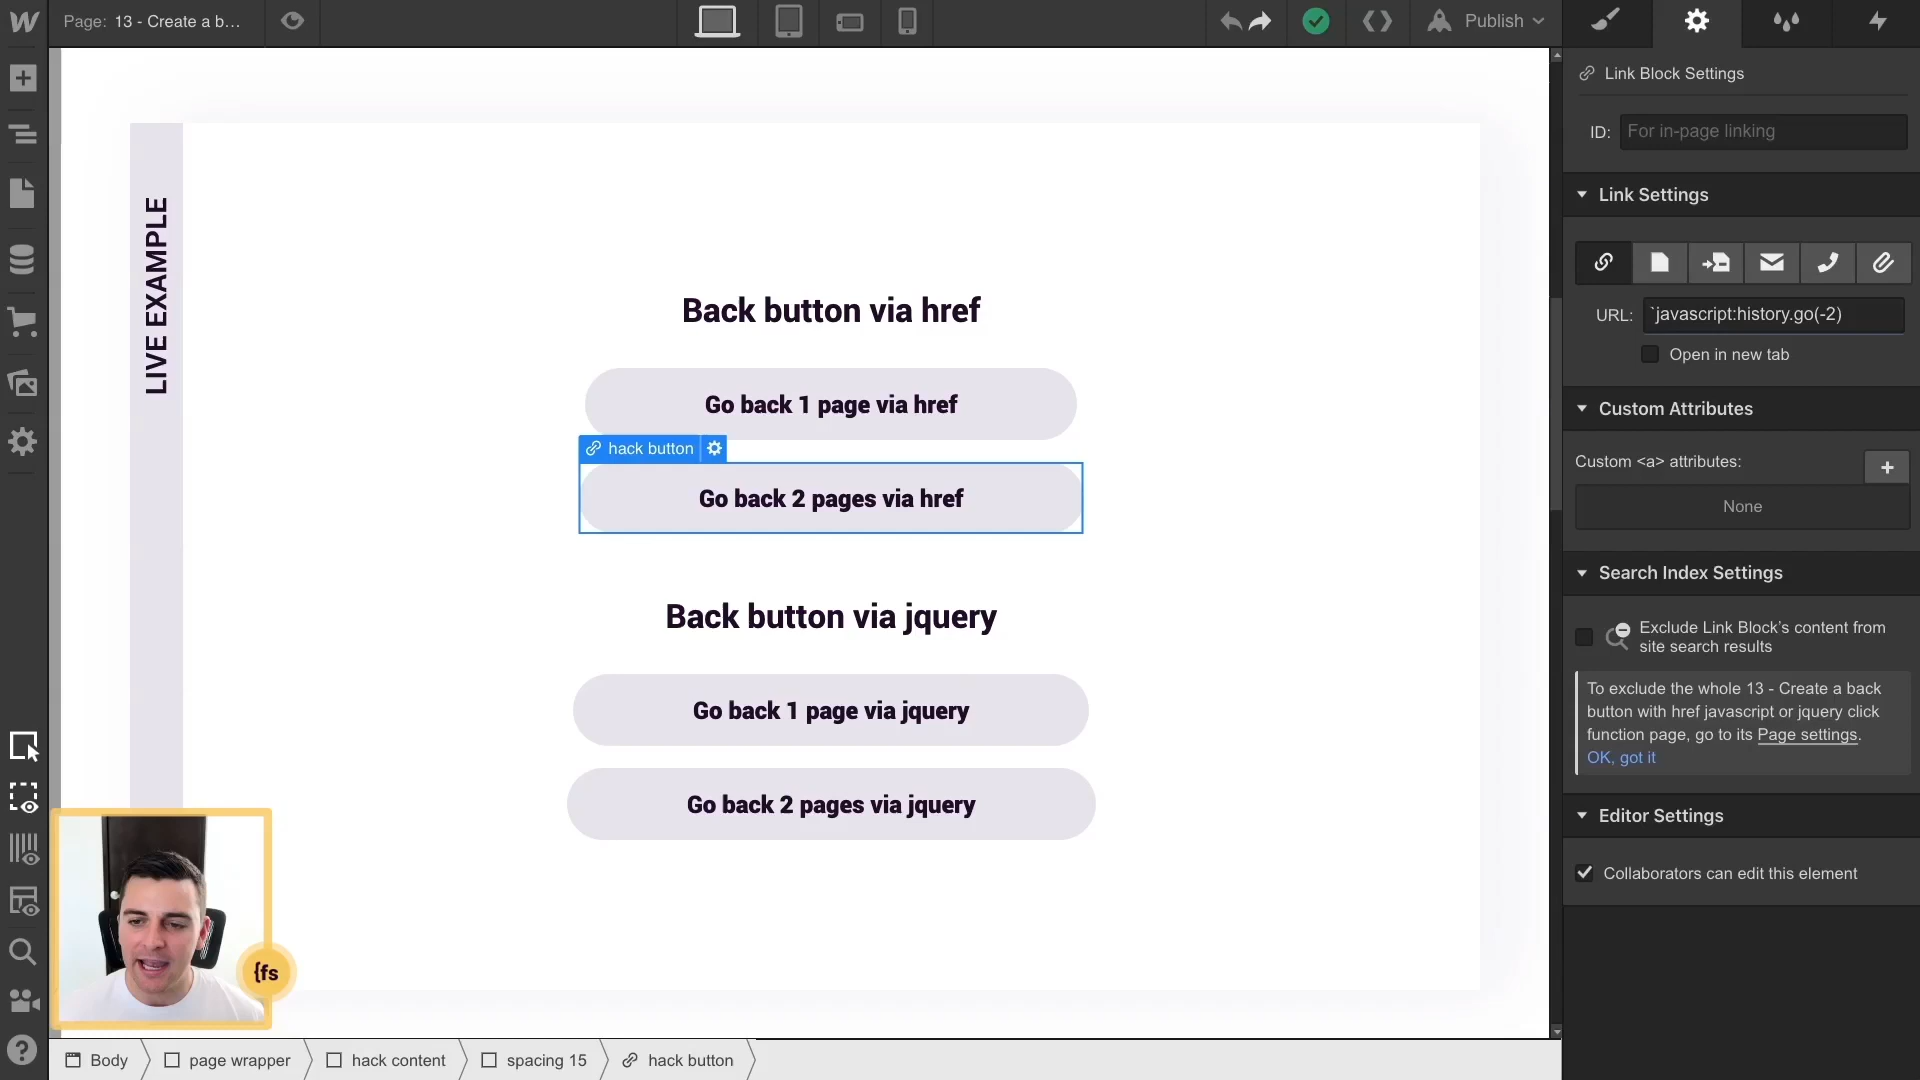 Page: 13 - Create a b...
Publish
Link Block Settings
ID: For in-page linking
Link Settings
URL: `javascript:history.go(-2)
Open in new tab
Custom Attributes
Custom <a> attributes:
None
Search Index Settings
Exclude Link Block's content from
site search results
To exclude the whole 13 - Create a back
button with href javascript or jquery click
function page, go to its Page settings.
OK, got it
Editor Settings
Collaborators can edit this element
LIVE EXAMPLE
Back button via href
Go back 1 page via href
hack button
Go back 2 pages via href
Back button via jquery
Go back 1 page via jquery
Go back 2 pages via jquery
{fs
Body
page wrapper
hack content
spacing 15
hack button